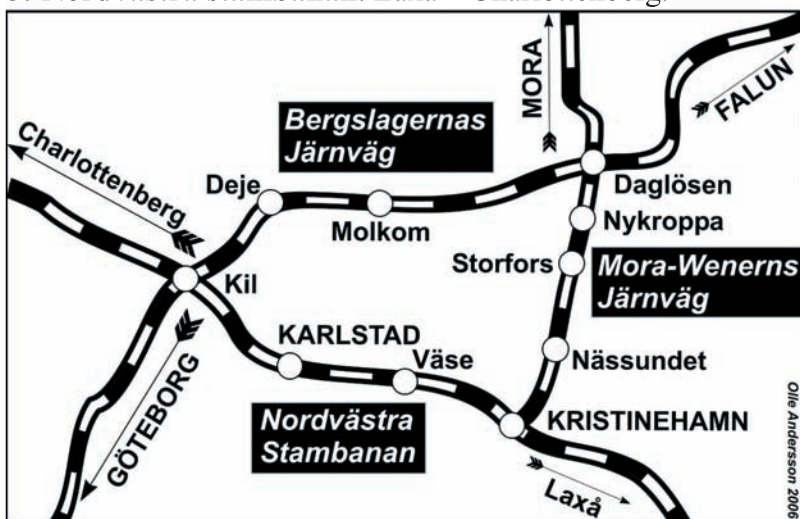 MORA
FALUN
Bergslagernas
Järnväg
Charlottenberg
Deje
Molkom
Daglösen
Nykroppa
Storfors
Mora-Wenerns
Järnväg
Kil
KARLSTAD
Väse
Nässundet
GÖTEBORG
Nordvästra
Stambanan
KRISTINEHAMN
Laxå
Olle Andersson 2006